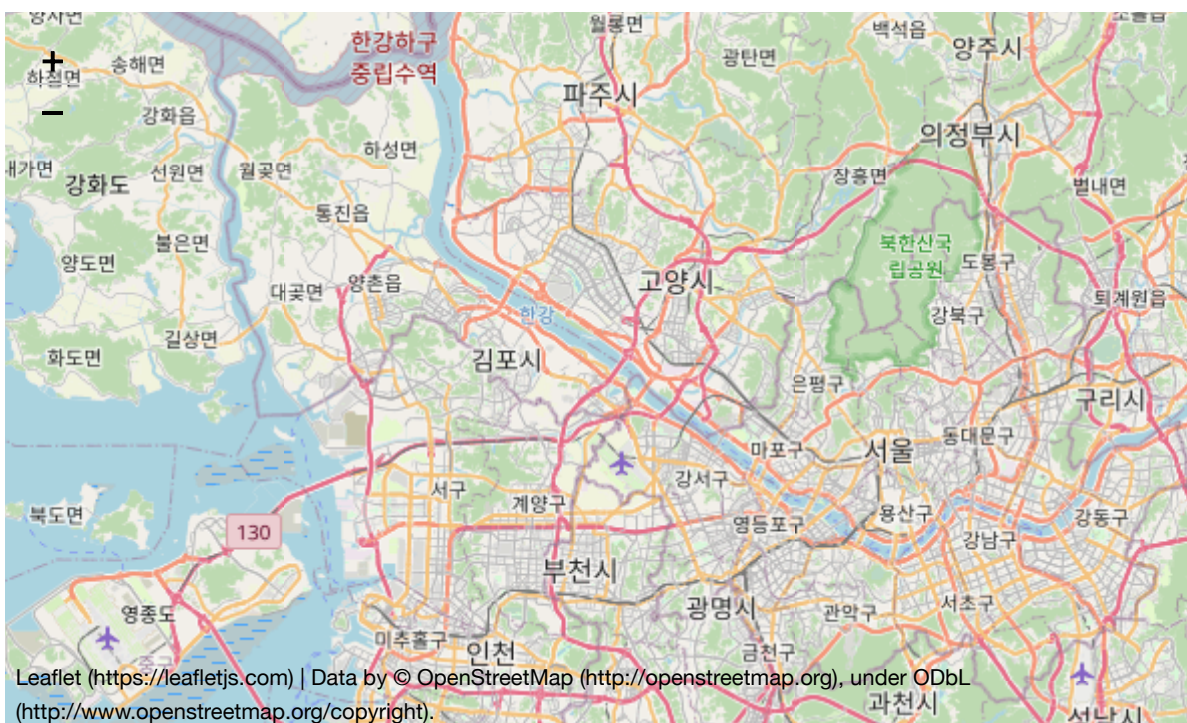 양사면
월롱면
백석읍
+
한강하구
중립수역
양주시
송해면
광탄면
하점면
파주시
−
강화읍
의정부시
하성면
내가면
선원면
월곶면
장흥면
별내면
강화도
통진읍
불은면
북한산국
립공원
양도면
도봉구
고양시
양촌읍
대곶면
퇴계원읍
한강
강북구
길상면
화도면
김포시
은평구
구리시
동대문구
마포구
서울
강서구
서구
계양구
북도면
130
영등포구
용산구
강동구
강남구
부천시
광명시
영종도
관악구
서초구
미추홀구
인천
금천구
Leaflet (https://leafletjs.com) | Data by © OpenStreetMap (http://openstreetmap.org), under ODbL
(http://www.openstreetmap.org/copyright).
과천시
성남시